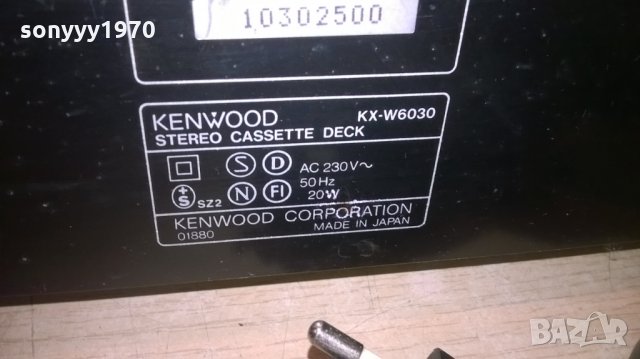 sonyyy1970
10302500
KENWOOD KX-W6030
STEREO CASSETTE DECK
S D AC 230V~
50Hz
+S SZ2 N FI 20W
KENWOOD CORPORATION
01880 MADE IN JAPAN
BAZAR